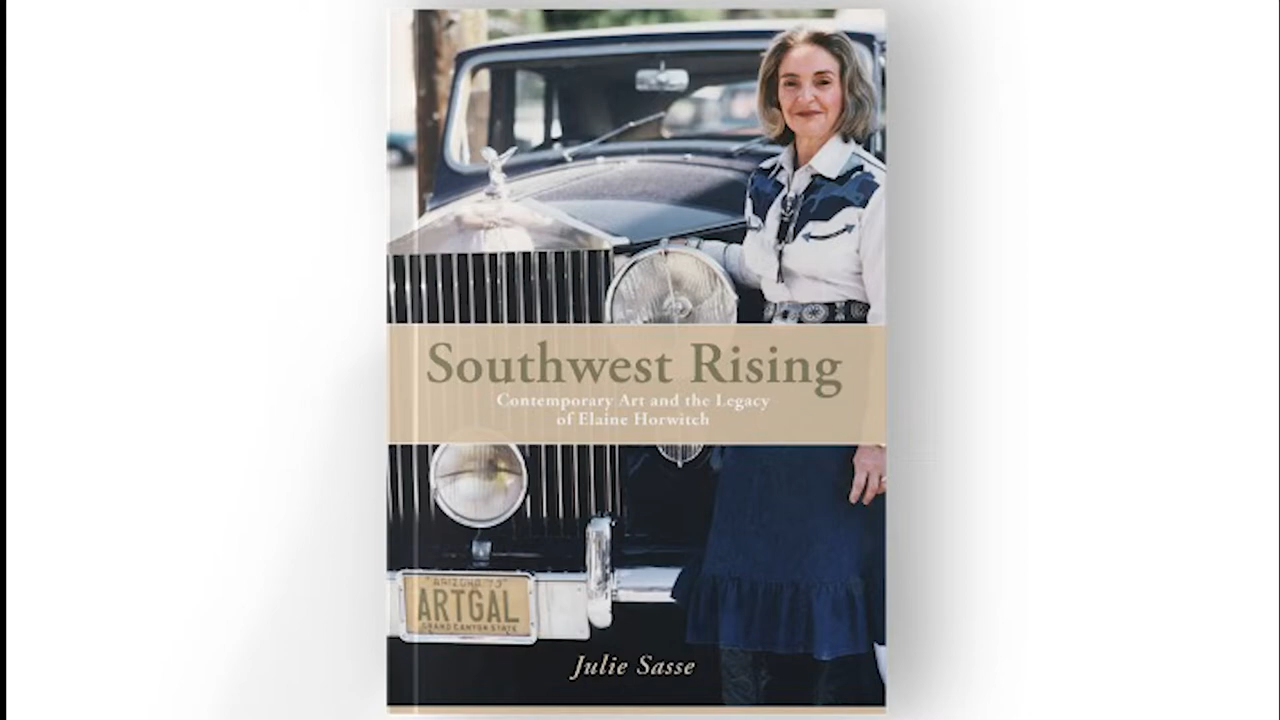 Southwest Rising
Contemporary Art and the Legacy
of Elaine Horwitch
ARIZONA 73
ARTGAL
GRAND CANYON STATE
Julie Sasse